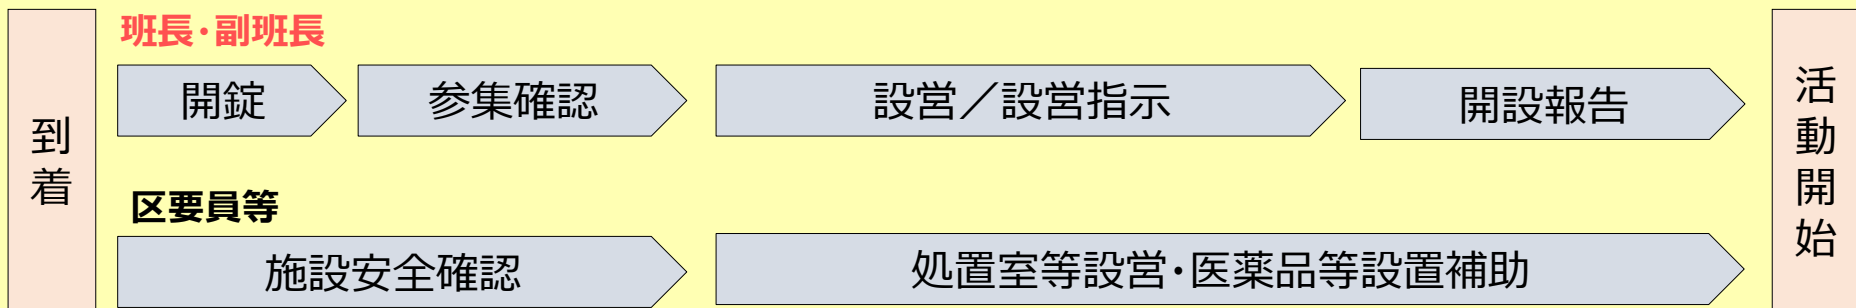 到着
班長・副班長
開錠
参集確認
設営／設営指示
開設報告
区要員等
施設安全確認
処置室等設営・医薬品等設置補助
活動開始